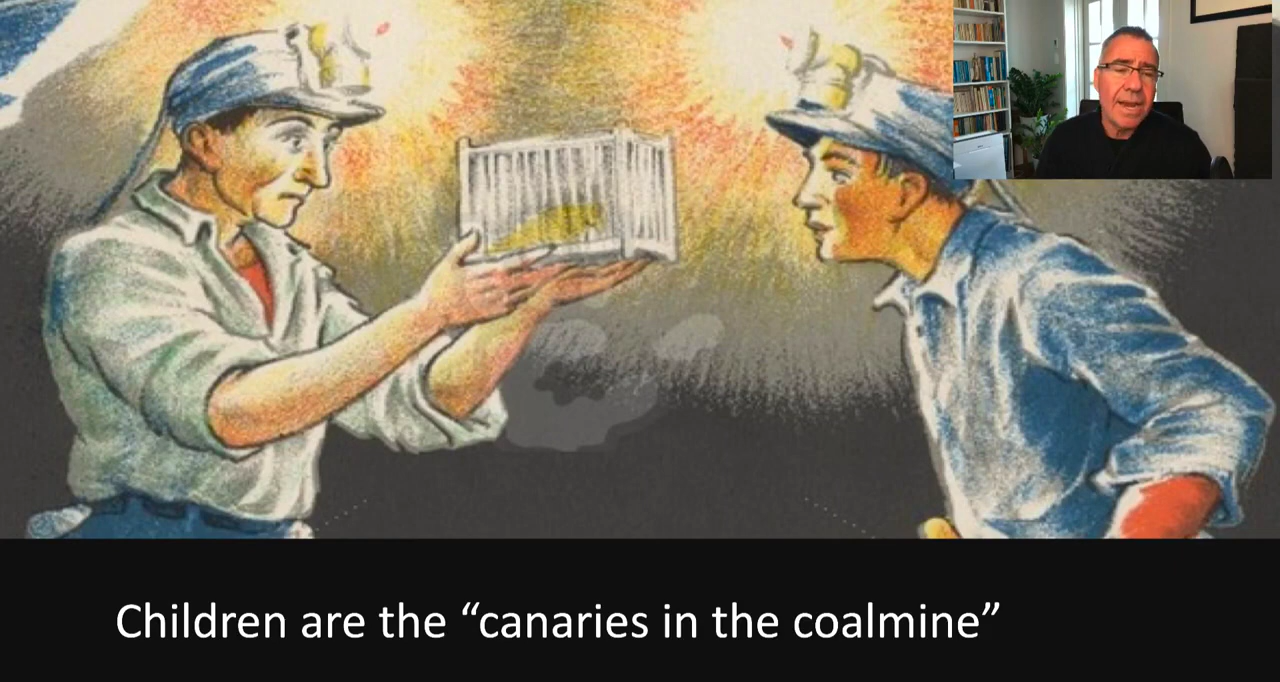 Children are the “canaries in the coalmine”